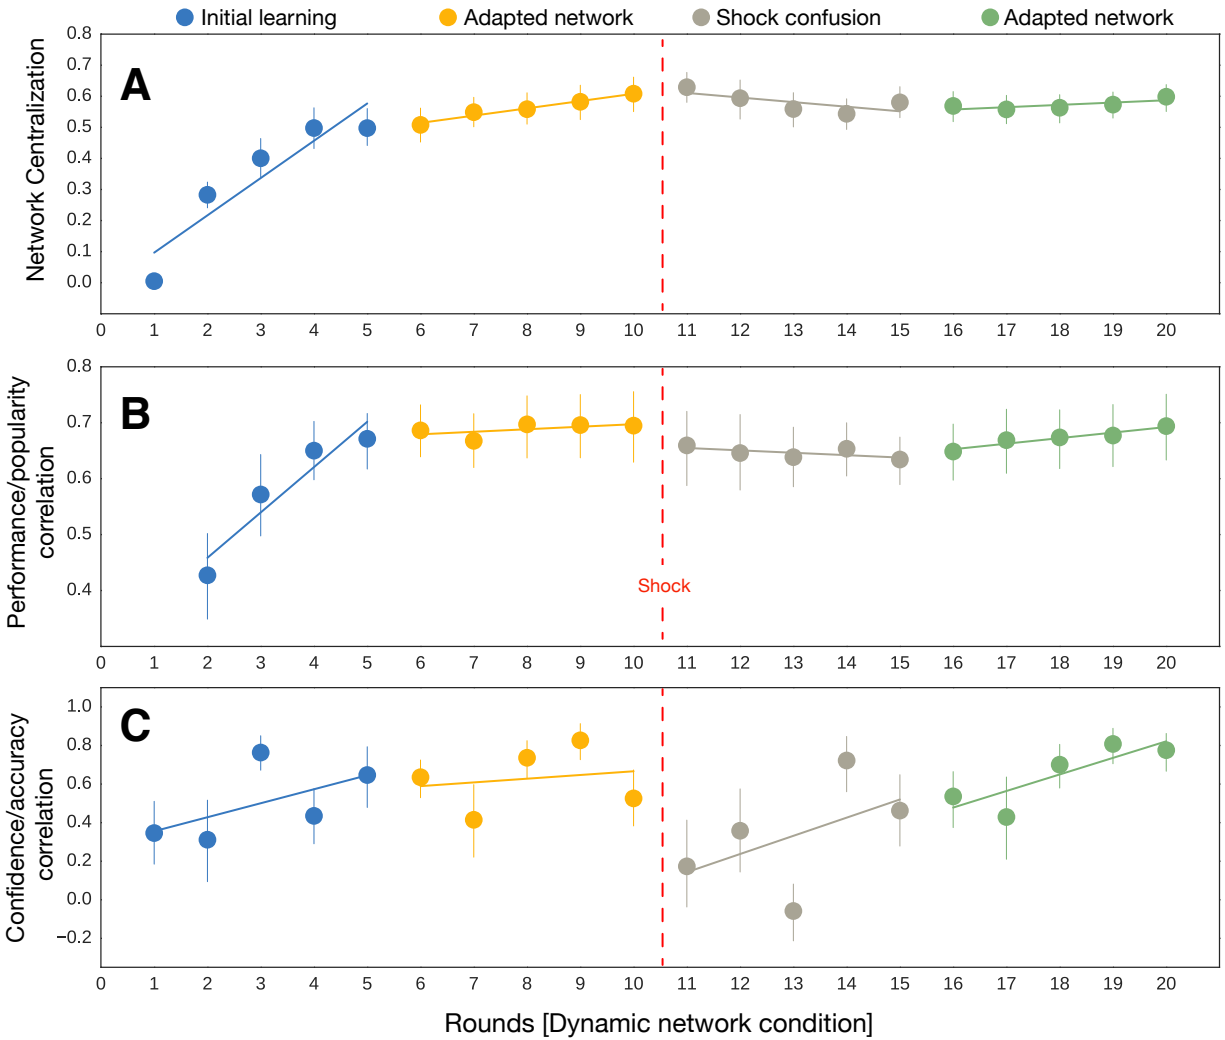 Initial learning Adapted network Shock confusion Adapted network
A
Network Centralization
0.8
0.7
0.6
0.5
0.4
0.3
0.2
0.1
0.0
0 1 2 3 4 5 6 7 8 9 10 11 12 13 14 15 16 17 18 19 20
B
Performance/popularity
correlation
0.8
0.7
0.6
0.5
0.4
Shock
0 1 2 3 4 5 6 7 8 9 10 11 12 13 14 15 16 17 18 19 20
C
Confidence/accuracy
correlation
1.0
0.8
0.6
0.4
0.2
0.0
−0.2
0 1 2 3 4 5 6 7 8 9 10 11 12 13 14 15 16 17 18 19 20
Rounds [Dynamic network condition]